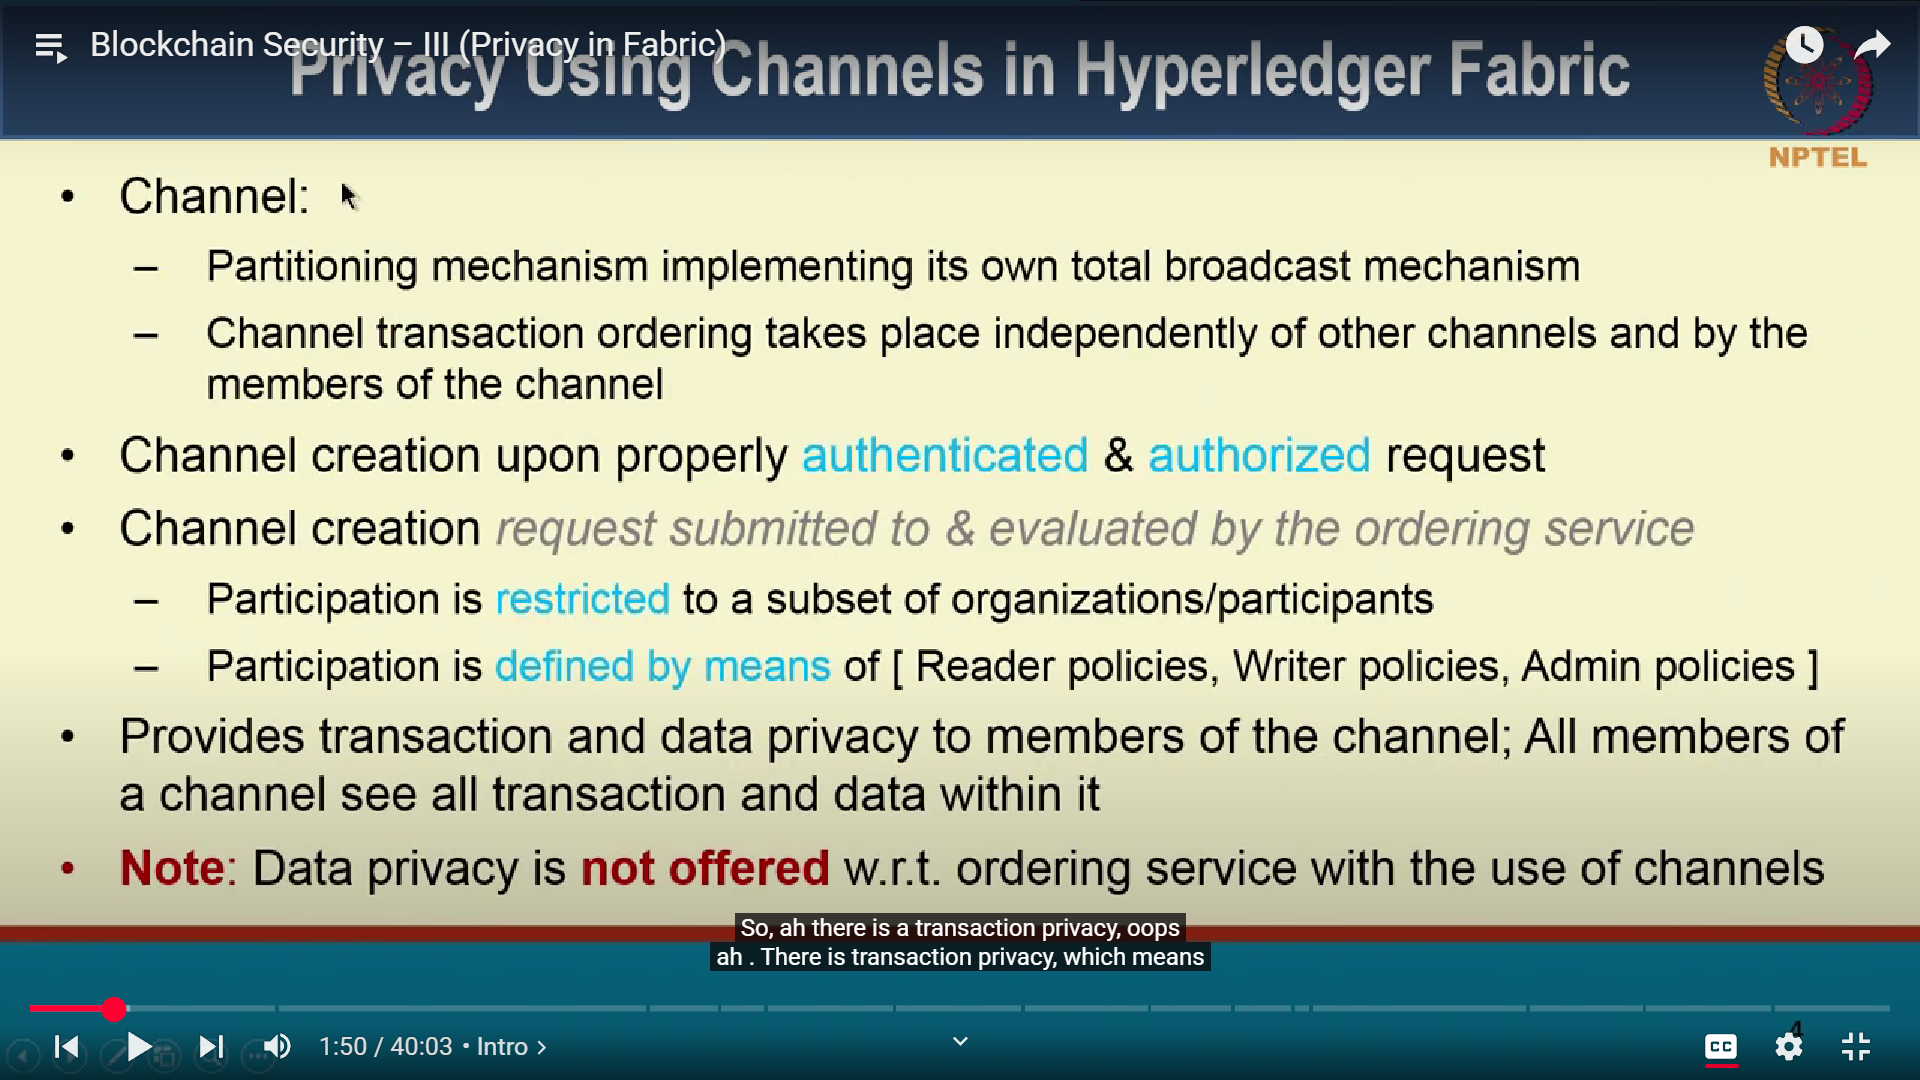 Blockchain Security – III (Privacy in Fabric)
Privacy Using Channels in Hyperledger Fabric
NPTEL
• Channel:
– Partitioning mechanism implementing its own total broadcast mechanism
– Channel transaction ordering takes place independently of other channels and by the
members of the channel
• Channel creation upon properly authenticated & authorized request
• Channel creation request submitted to & evaluated by the ordering service
– Participation is restricted to a subset of organizations/participants
– Participation is defined by means of [ Reader policies, Writer policies, Admin policies ]
• Provides transaction and data privacy to members of the channel; All members of
a channel see all transaction and data within it
• Note: Data privacy is not offered w.r.t. ordering service with the use of channels
So, ah there is a transaction privacy, oops
ah . There is transaction privacy, which means
4
1:50 / 40:03 • Intro >
CC